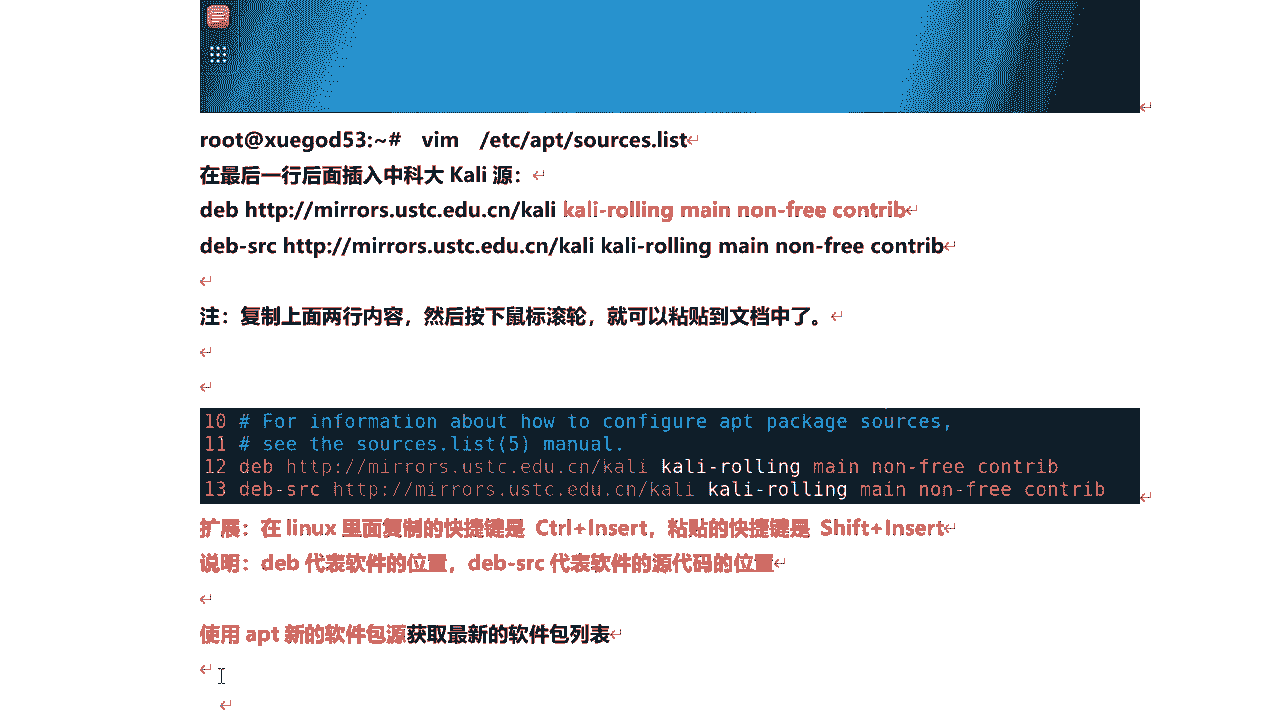 root@xuegod53:~# vim /etc/apt/sources.list
在最后一行后面插入中科大 Kali 源：
deb http://mirrors.ustc.edu.cn/kali kali-rolling main non-free contrib
deb-src http://mirrors.ustc.edu.cn/kali kali-rolling main non-free contrib
注：复制上面两行内容，然后按下鼠标滚轮，就可以粘贴到文档中了。
10 # For information about how to configure apt package sources,
11 # see the sources.list(5) manual.
12 deb http://mirrors.ustc.edu.cn/kali kali-rolling main non-free contrib
13 deb-src http://mirrors.ustc.edu.cn/kali kali-rolling main non-free contrib
扩展：在 linux 里面复制的快捷键是 Ctrl+Insert，粘贴的快捷键是 Shift+Insert
说明：deb 代表软件的位置，deb-src 代表软件的源代码的位置
使用 apt 新的软件包源获取最新的软件包列表